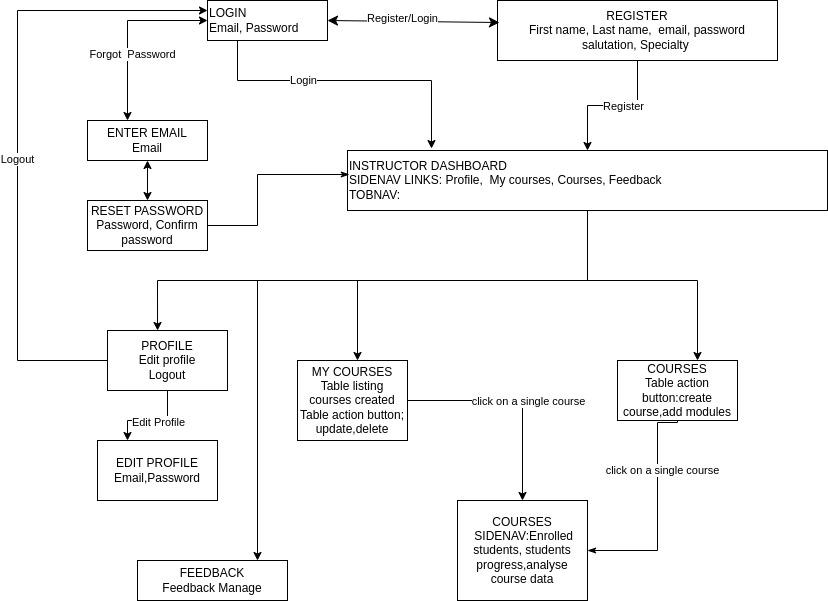 LOGIN
Email, Password
Register/Login
REGISTER
First name, Last name,  email, password
salutation, Specialty
Forgot  Password
Login
Register
ENTER EMAIL
Email
Logout
INSTRUCTOR DASHBOARD
SIDENAV LINKS: Profile,  My courses, Courses, Feedback
TOBNAV:
RESET PASSWORD
Password, Confirm
password
PROFILE
Edit profile
Logout
MY COURSES
Table listing
courses created
Table action button;
update,delete
COURSES
Table action
button:create
course,add modules
click on a single course
Edit Profile
EDIT PROFILE
Email,Password
click on a single course
COURSES
SIDENAV:Enrolled
students, students
progress,analyse
course data
FEEDBACK
Feedback Manage